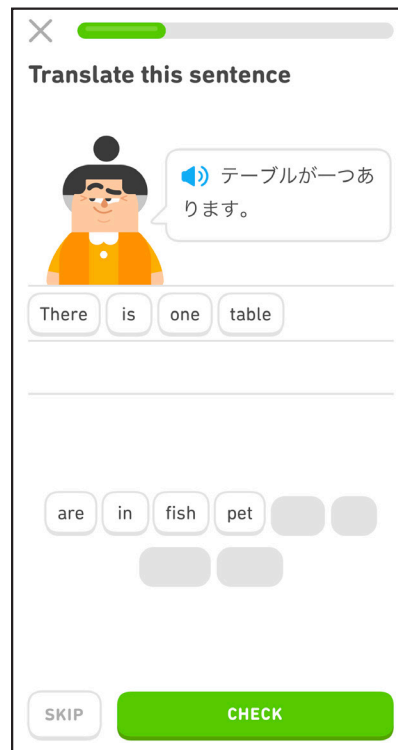 Translate this sentence
テーブルが一つあ
ります。
There is one table
are in fish pet
SKIP CHECK